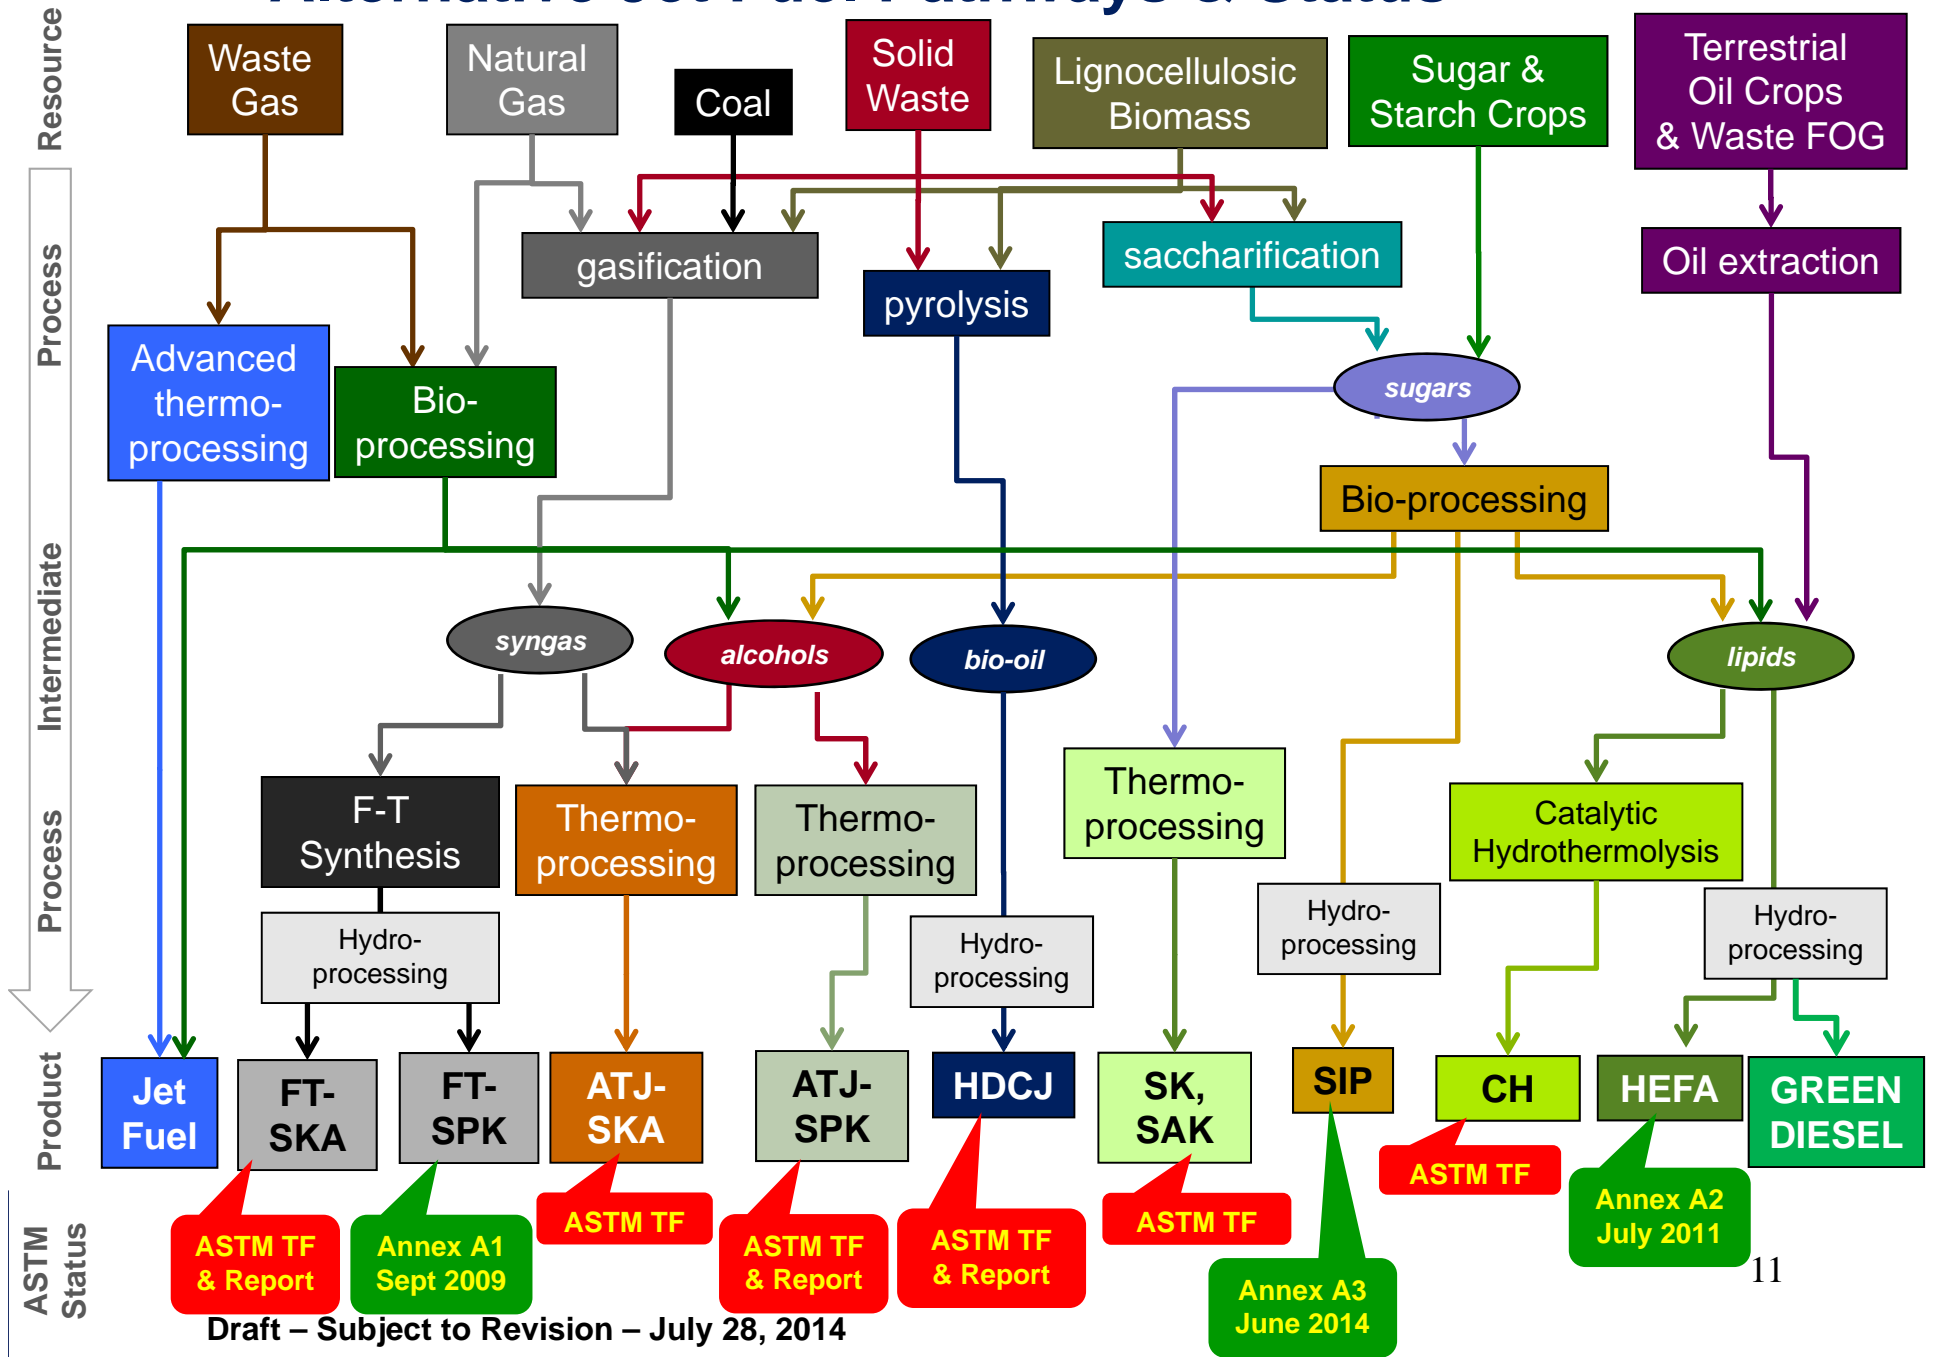 Alternative Jet Fuel Pathways & Status
Resource
Waste
Gas
Natural
Gas
Coal
Solid
Waste
Lignocellulosic
Biomass
Sugar &
Starch Crops
Terrestrial
Oil Crops
& Waste FOG
Process
gasification
pyrolysis
saccharification
Oil extraction
Advanced
thermo-
processing
Bio-
processing
sugars
Bio-processing
Intermediate
syngas
alcohols
bio-oil
lipids
Process
F-T
Synthesis
Thermo-
processing
Thermo-
processing
Thermo-
processing
Catalytic
Hydrothermolysis
Hydro-
processing
Hydro-
processing
Hydro-
processing
Hydro-
processing
Product
Jet
Fuel
FT-
SKA
FT-
SPK
ATJ-
SKA
ATJ-
SPK
HDCJ
SK,
SAK
SIP
CH
HEFA
GREEN
DIESEL
ASTM
Status
ASTM TF
& Report
Annex A1
Sept 2009
ASTM TF
ASTM TF
& Report
ASTM TF
& Report
ASTM TF
Annex A3
June 2014
ASTM TF
Annex A2
July 2011
11
Draft – Subject to Revision – July 28, 2014